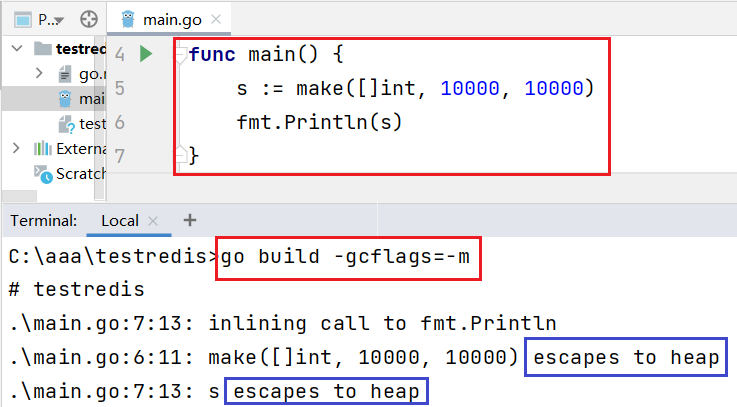 P...
main.go
testredis
4 func main() {
go.
5 s := make([]int, 10000, 10000)
mai
6 fmt.Println(s)
test
7 }
Externa
Scratch
Terminal: Local
C:\aaa\testredis>go build -gcflags=-m
# testredis
.\main.go:7:13: inlining call to fmt.Println
.\main.go:6:11: make([]int, 10000, 10000) escapes to heap
.\main.go:7:13: s escapes to heap